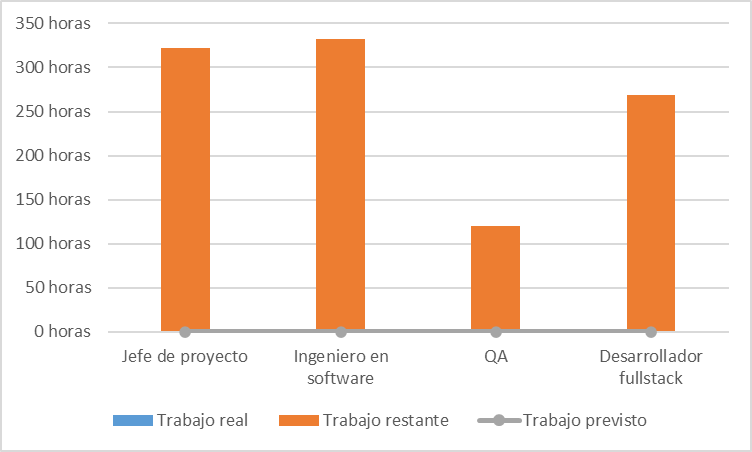 350 horas
300 horas
250 horas
200 horas
150 horas
100 horas
50 horas
0 horas
Jefe de proyecto
Ingeniero en
software
QA
Desarrollador
fullstack
Trabajo real
Trabajo restante
Trabajo previsto